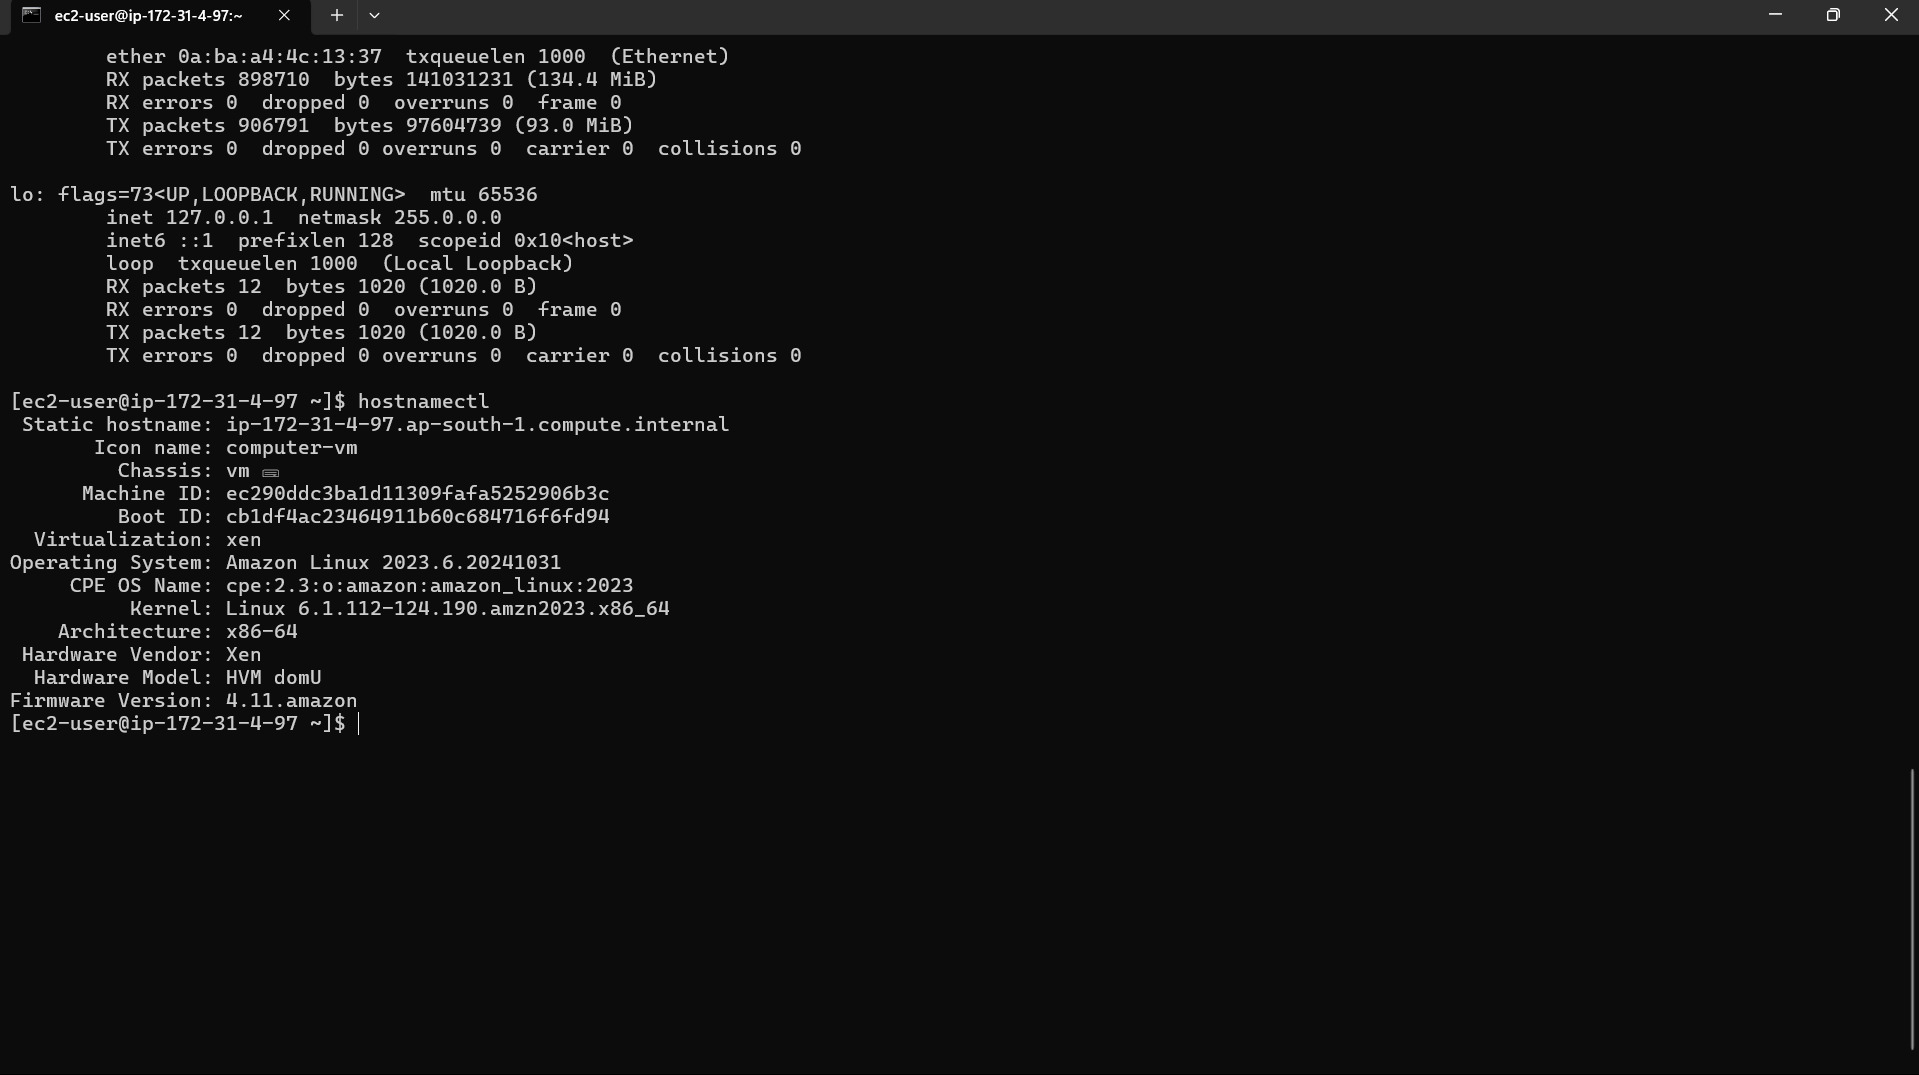 ec2-user@ip-172-31-4-97:~
ether 0a:ba:a4:4c:13:37  txqueuelen 1000  (Ethernet)
RX packets 898710  bytes 141031231 (134.4 MiB)
RX errors 0  dropped 0  overruns 0  frame 0
TX packets 906791  bytes 97604739 (93.0 MiB)
TX errors 0  dropped 0 overruns 0  carrier 0  collisions 0
lo: flags=73<UP,LOOPBACK,RUNNING>  mtu 65536
inet 127.0.0.1  netmask 255.0.0.0
inet6 ::1  prefixlen 128  scopeid 0x10<host>
loop  txqueuelen 1000  (Local Loopback)
RX packets 12  bytes 1020 (1020.0 B)
RX errors 0  dropped 0  overruns 0  frame 0
TX packets 12  bytes 1020 (1020.0 B)
TX errors 0  dropped 0 overruns 0  carrier 0  collisions 0
[ec2-user@ip-172-31-4-97 ~]$ hostnamectl
Static hostname: ip-172-31-4-97.ap-south-1.compute.internal
Icon name: computer-vm
Chassis: vm
Machine ID: ec290ddc3ba1d11309fafa5252906b3c
Boot ID: cb1df4ac23464911b60c684716f6fd94
Virtualization: xen
Operating System: Amazon Linux 2023.6.20241031
CPE OS Name: cpe:2.3:o:amazon:amazon_linux:2023
Kernel: Linux 6.1.112-124.190.amzn2023.x86_64
Architecture: x86-64
Hardware Vendor: Xen
Hardware Model: HVM domU
Firmware Version: 4.11.amazon
[ec2-user@ip-172-31-4-97 ~]$